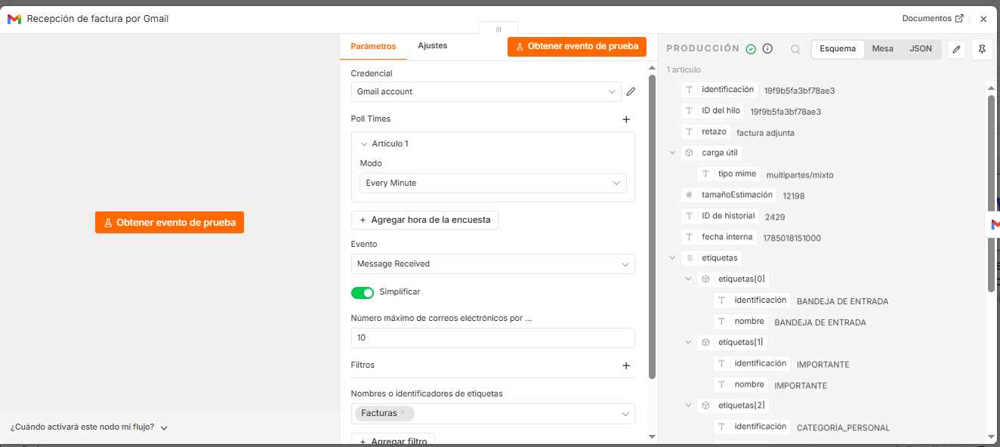 Recepción de factura por Gmail
Documentos
Obtener evento de prueba
¿Cuándo activará este nodo mi flujo?
Parámetros
Ajustes
Obtener evento de prueba
Credencial
Gmail account
Poll Times
Artículo 1
Modo
Every Minute
Agregar hora de la encuesta
Evento
Message Received
Simplificar
Número máximo de correos electrónicos por ...
10
Filtros
Nombres o identificadores de etiquetas
Facturas
Agregar filtro
PRODUCCIÓN
Esquema
Mesa
JSON
1 artículo
T identificación 19f9b5fa3bf78ae3
T ID del hilo 19f9b5fa3bf78ae3
T retazo factura adjunta
carga útil
T tipo mime multipartes/mixto
# tamañoEstimación 12198
T ID de historial 2429
T fecha interna 1785018151000
etiquetas
etiquetas[0]
T identificación BANDEJA DE ENTRADA
T nombre BANDEJA DE ENTRADA
etiquetas[1]
T identificación IMPORTANTE
T nombre IMPORTANTE
etiquetas[2]
T identificación CATEGORÍA_PERSONAL